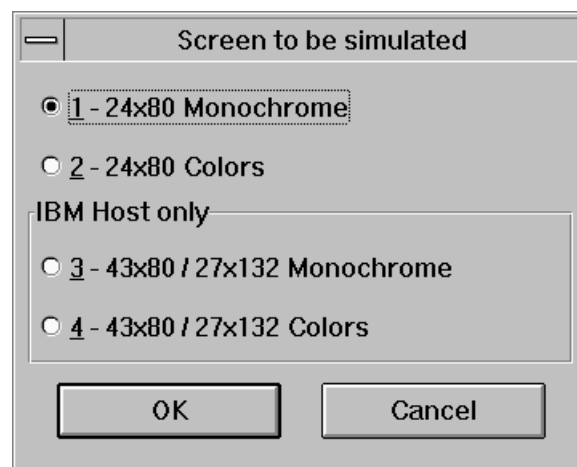 Screen to be simulated
1 - 24x80 Monochrome
2 - 24x80 Colors
IBM Host only
3 - 43x80 / 27x132 Monochrome
4 - 43x80 / 27x132 Colors
OK Cancel